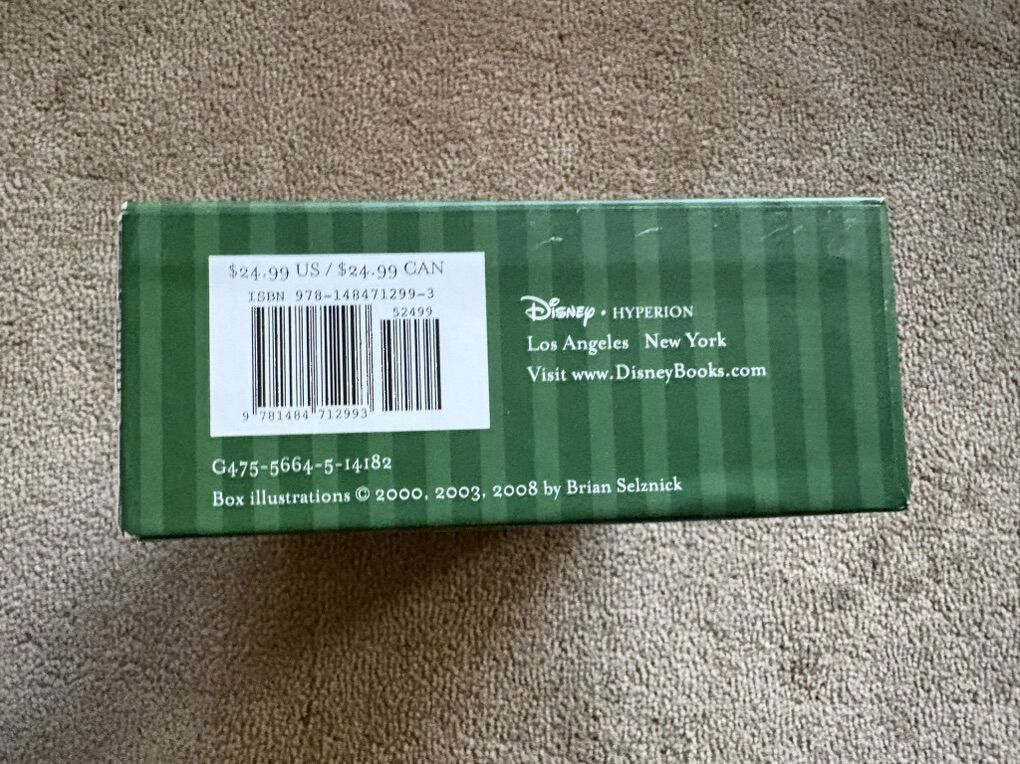 $24.99 US / $24.99 CAN
ISBN 978-148471299-3
52499
9 781484 712993
Disney • HYPERION
Los Angeles New York
Visit www.DisneyBooks.com
G475-5664-5-14182
Box illustrations © 2000, 2003, 2008 by Brian Selznick